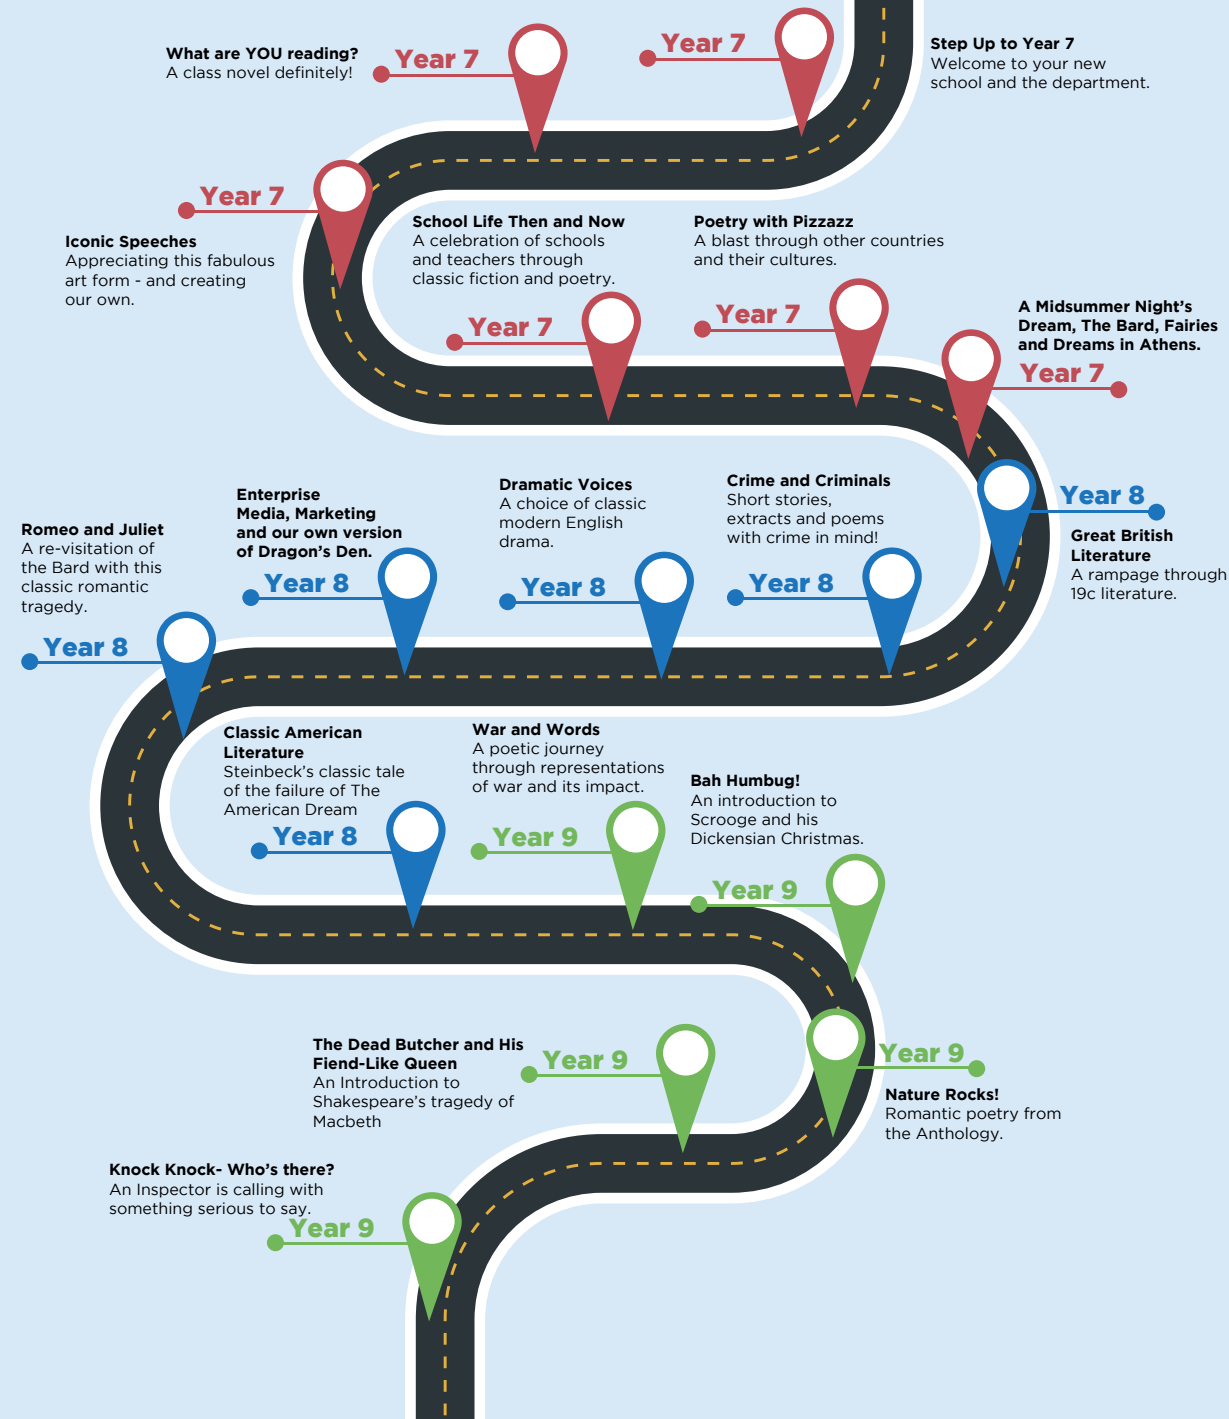 Year 7
Step Up to Year 7
Welcome to your new
school and the department.
What are YOU reading?
A class novel definitely!
Year 7
Year 7
Iconic Speeches
Appreciating this fabulous
art form - and creating
our own.
School Life Then and Now
A celebration of schools
and teachers through
classic fiction and poetry.
Year 7
Poetry with Pizzazz
A blast through other countries
and their cultures.
Year 7
A Midsummer Night's
Dream, The Bard, Fairies
and Dreams in Athens.
Year 7
Year 8
Great British
Literature
A rampage through
19c literature.
Crime and Criminals
Short stories,
extracts and poems
with crime in mind!
Year 8
Dramatic Voices
A choice of classic
modern English
drama.
Year 8
Enterprise
Media, Marketing
and our own version
of Dragon's Den.
Year 8
Romeo and Juliet
A re-visitation of
the Bard with this
classic romantic
tragedy.
Year 8
Classic American
Literature
Steinbeck's classic tale
of the failure of The
American Dream
Year 8
War and Words
A poetic journey
through representations
of war and its impact.
Year 9
Bah Humbug!
An introduction to
Scrooge and his
Dickensian Christmas.
Year 9
Year 9
Nature Rocks!
Romantic poetry from
the Anthology.
The Dead Butcher and His
Fiend-Like Queen
An Introduction to
Shakespeare's tragedy of
Macbeth
Year 9
Knock Knock- Who's there?
An Inspector is calling with
something serious to say.
Year 9